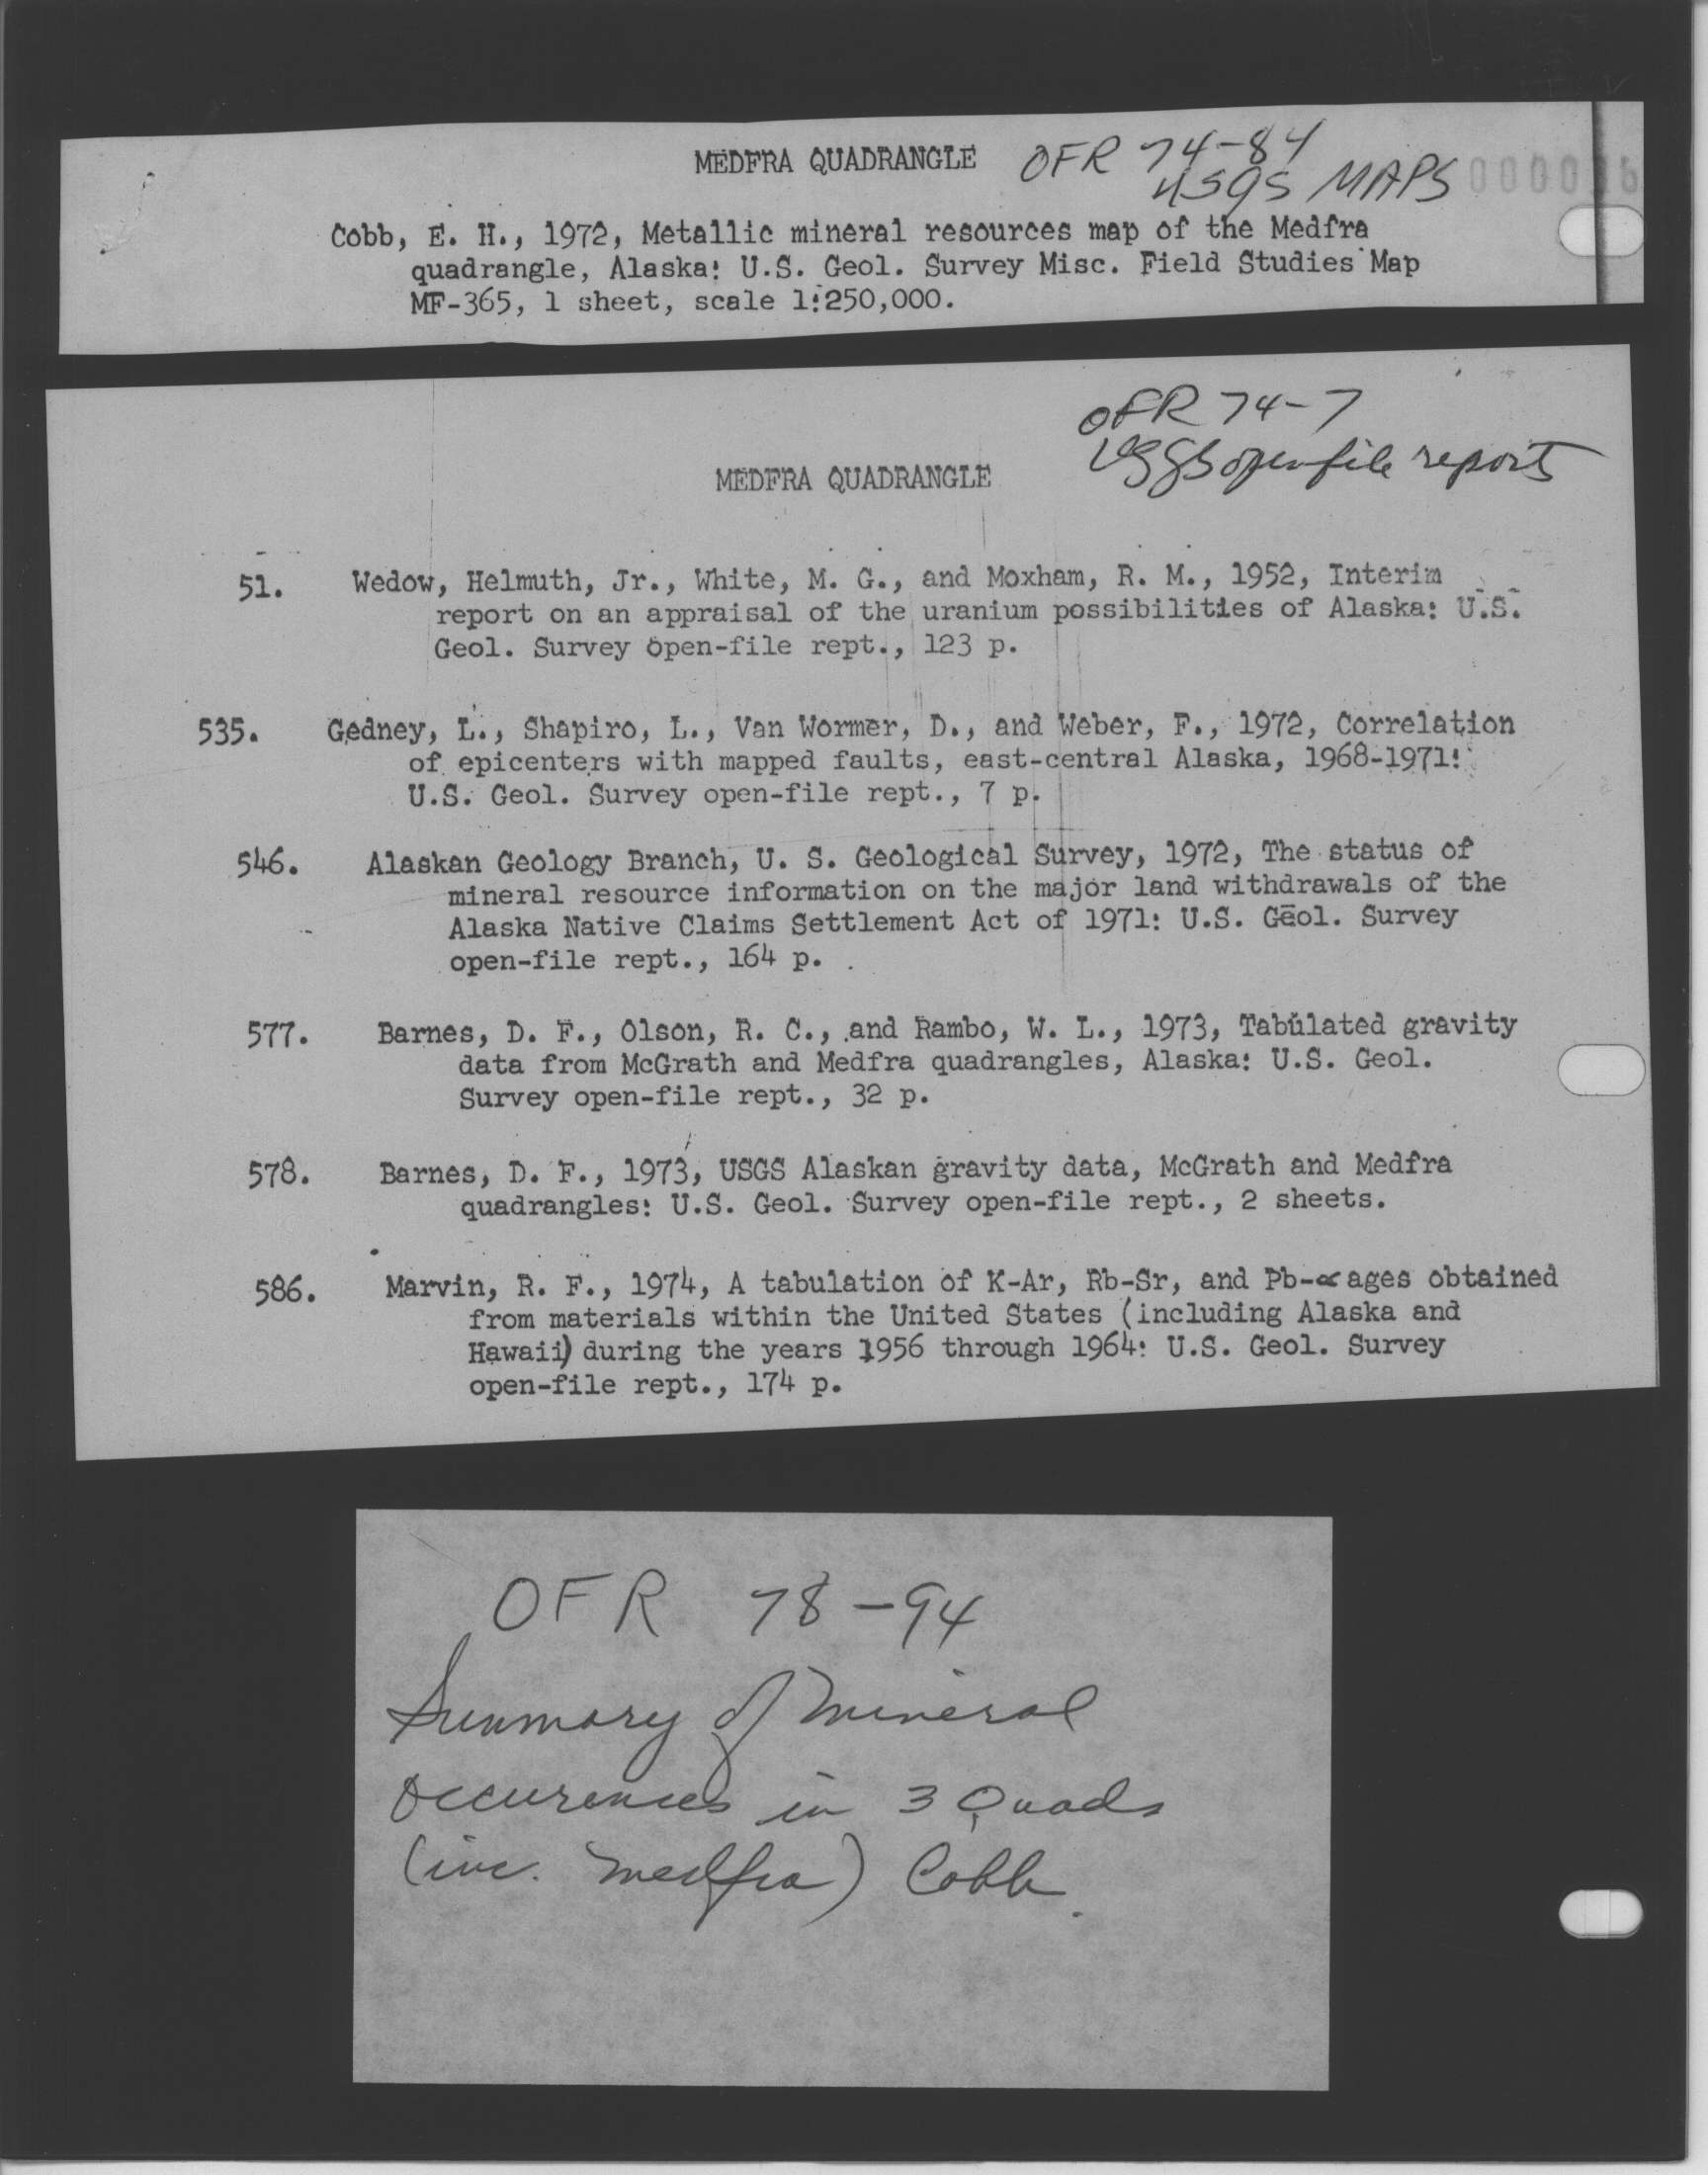 MEDFRA QUADRANGLE OFR 74-84
USGS MAPS
Cobb, E. H., 1972, Metallic mineral resources map of the Medfra
quadrangle, Alaska: U.S. Geol. Survey Misc. Field Studies Map
MF-365, 1 sheet, scale 1:250,000.
OFR 74-7
USGS open file reports
MEDFRA QUADRANGLE
51. Wedow, Helmuth, Jr., White, M. G., and Moxham, R. M., 1952, Interim
report on an appraisal of the uranium possibilities of Alaska: U.S.
Geol. Survey open-file rept., 123 p.
535. Gedney, L., Shapiro, L., Van Wormer, D., and Weber, F., 1972, Correlation
of epicenters with mapped faults, east-central Alaska, 1968-1971:
U.S. Geol. Survey open-file rept., 7 p.
546. Alaskan Geology Branch, U. S. Geological Survey, 1972, The status of
mineral resource information on the major land withdrawals of the
Alaska Native Claims Settlement Act of 1971: U.S. Geol. Survey
open-file rept., 164 p.
577. Barnes, D. F., Olson, R. C., and Rambo, W. L., 1973, Tabulated gravity
data from McGrath and Medfra quadrangles, Alaska: U.S. Geol.
Survey open-file rept., 32 p.
578. Barnes, D. F., 1973, USGS Alaskan gravity data, McGrath and Medfra
quadrangles: U.S. Geol. Survey open-file rept., 2 sheets.
586. Marvin, R. F., 1974, A tabulation of K-Ar, Rb-Sr, and Pb-α ages obtained
from materials within the United States (including Alaska and
Hawaii) during the years 1956 through 1964: U.S. Geol. Survey
open-file rept., 174 p.
OFR 78-94
Summary of mineral
occurences in 3 Quads
(inc. Medfra) Cobb